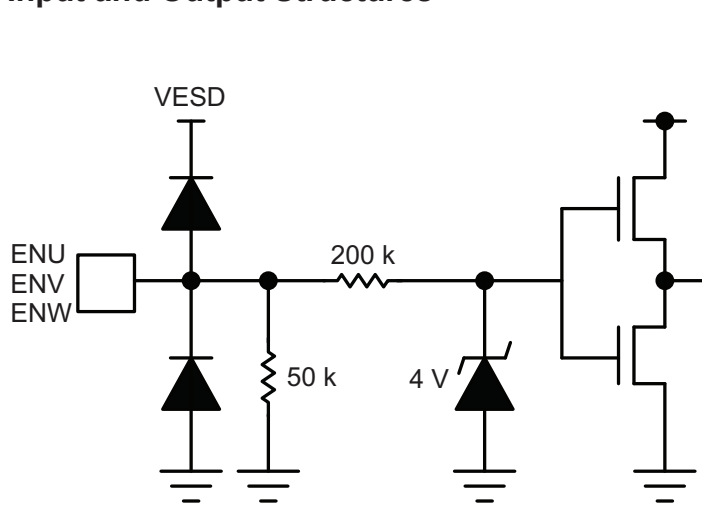 Input and Output Structures
VESD
ENU
ENV
ENW
200 k
50 k
4 V